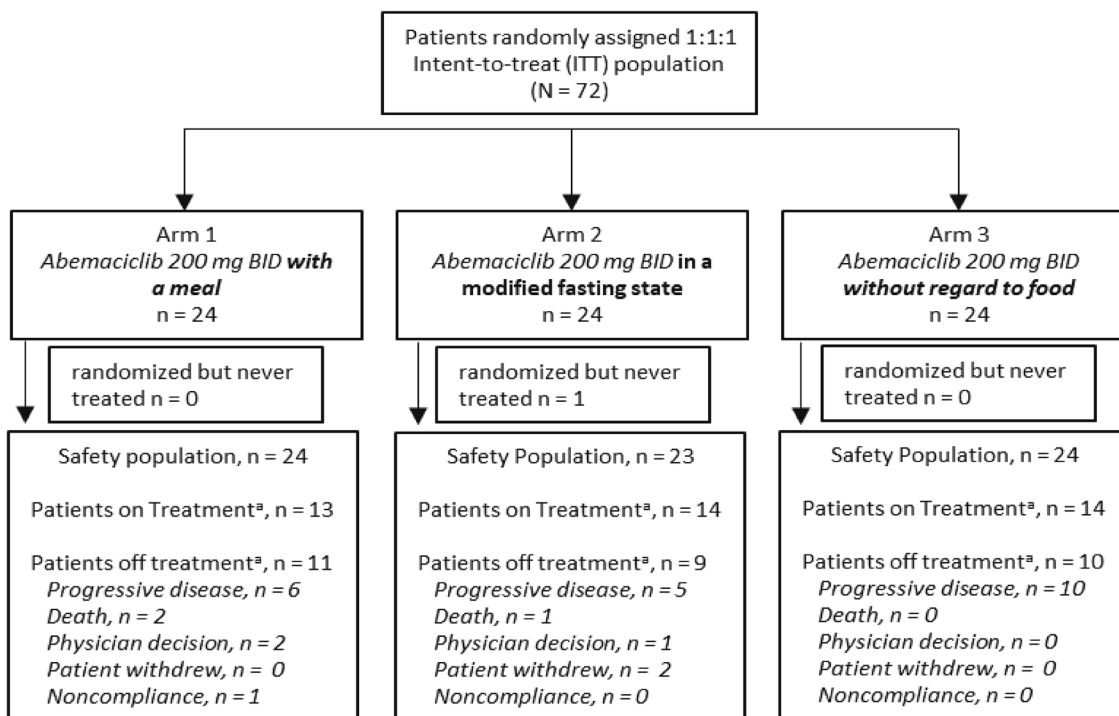 Patients randomly assigned 1:1:1
Intent-to-treat (ITT) population
(N = 72)
Arm 1
Abemaciclib 200 mg BID with
a meal
n = 24
Arm 2
Abemaciclib 200 mg BID in a
modified fasting state
n = 24
Arm 3
Abemaciclib 200 mg BID
without regard to food
n = 24
randomized but never
treated n = 0
randomized but never
treated n = 1
randomized but never
treated n = 0
Safety population, n = 24
Patients on Treatmentª, n = 13
Patients off treatmentª, n = 11
Progressive disease, n = 6
Death, n = 2
Physician decision, n = 2
Patient withdrew, n = 0
Noncompliance, n = 1
Safety Population, n = 23
Patients on Treatmentª, n = 14
Patients off treatmentª, n = 9
Progressive disease, n = 5
Death, n = 1
Physician decision, n = 1
Patient withdrew, n = 2
Noncompliance, n = 0
Safety Population, n = 24
Patients on Treatmentª, n = 14
Patients off treatmentª, n = 10
Progressive disease, n = 10
Death, n = 0
Physician decision, n = 0
Patient withdrew, n = 0
Noncompliance, n = 0